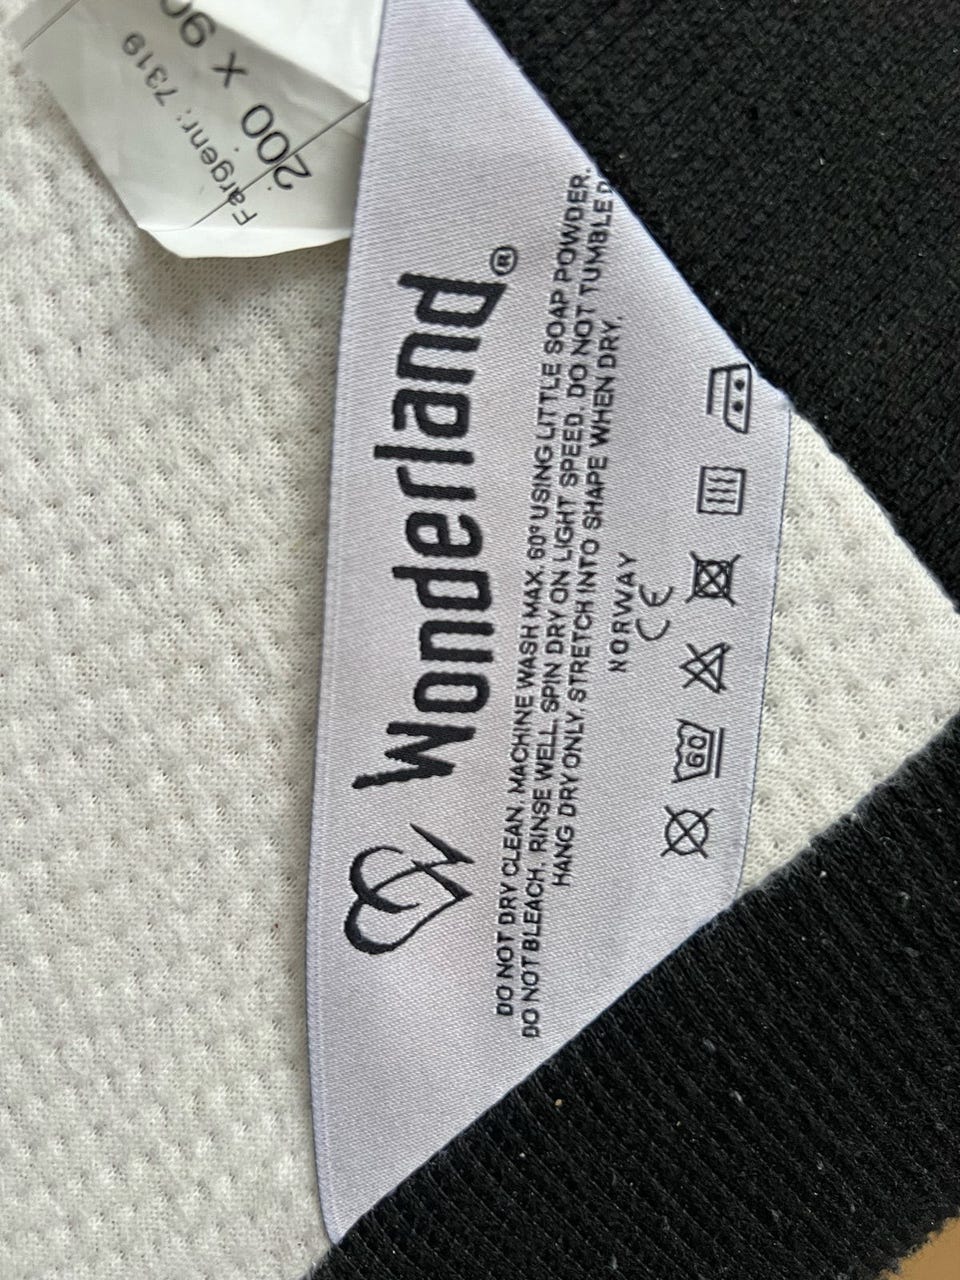 Wonderland®
DO NOT DRY CLEAN. MACHINE WASH MAX. 60° USING LITTLE SOAP POWDER.
DO NOT BLEACH. RINSE WELL. SPIN DRY ON LIGHT SPEED. DO NOT TUMBLE D
HANG DRY ONLY. STRETCH INTO SHAPE WHEN DRY.
NORWAY
CE
60
200 x 90
Fargenr: 7319